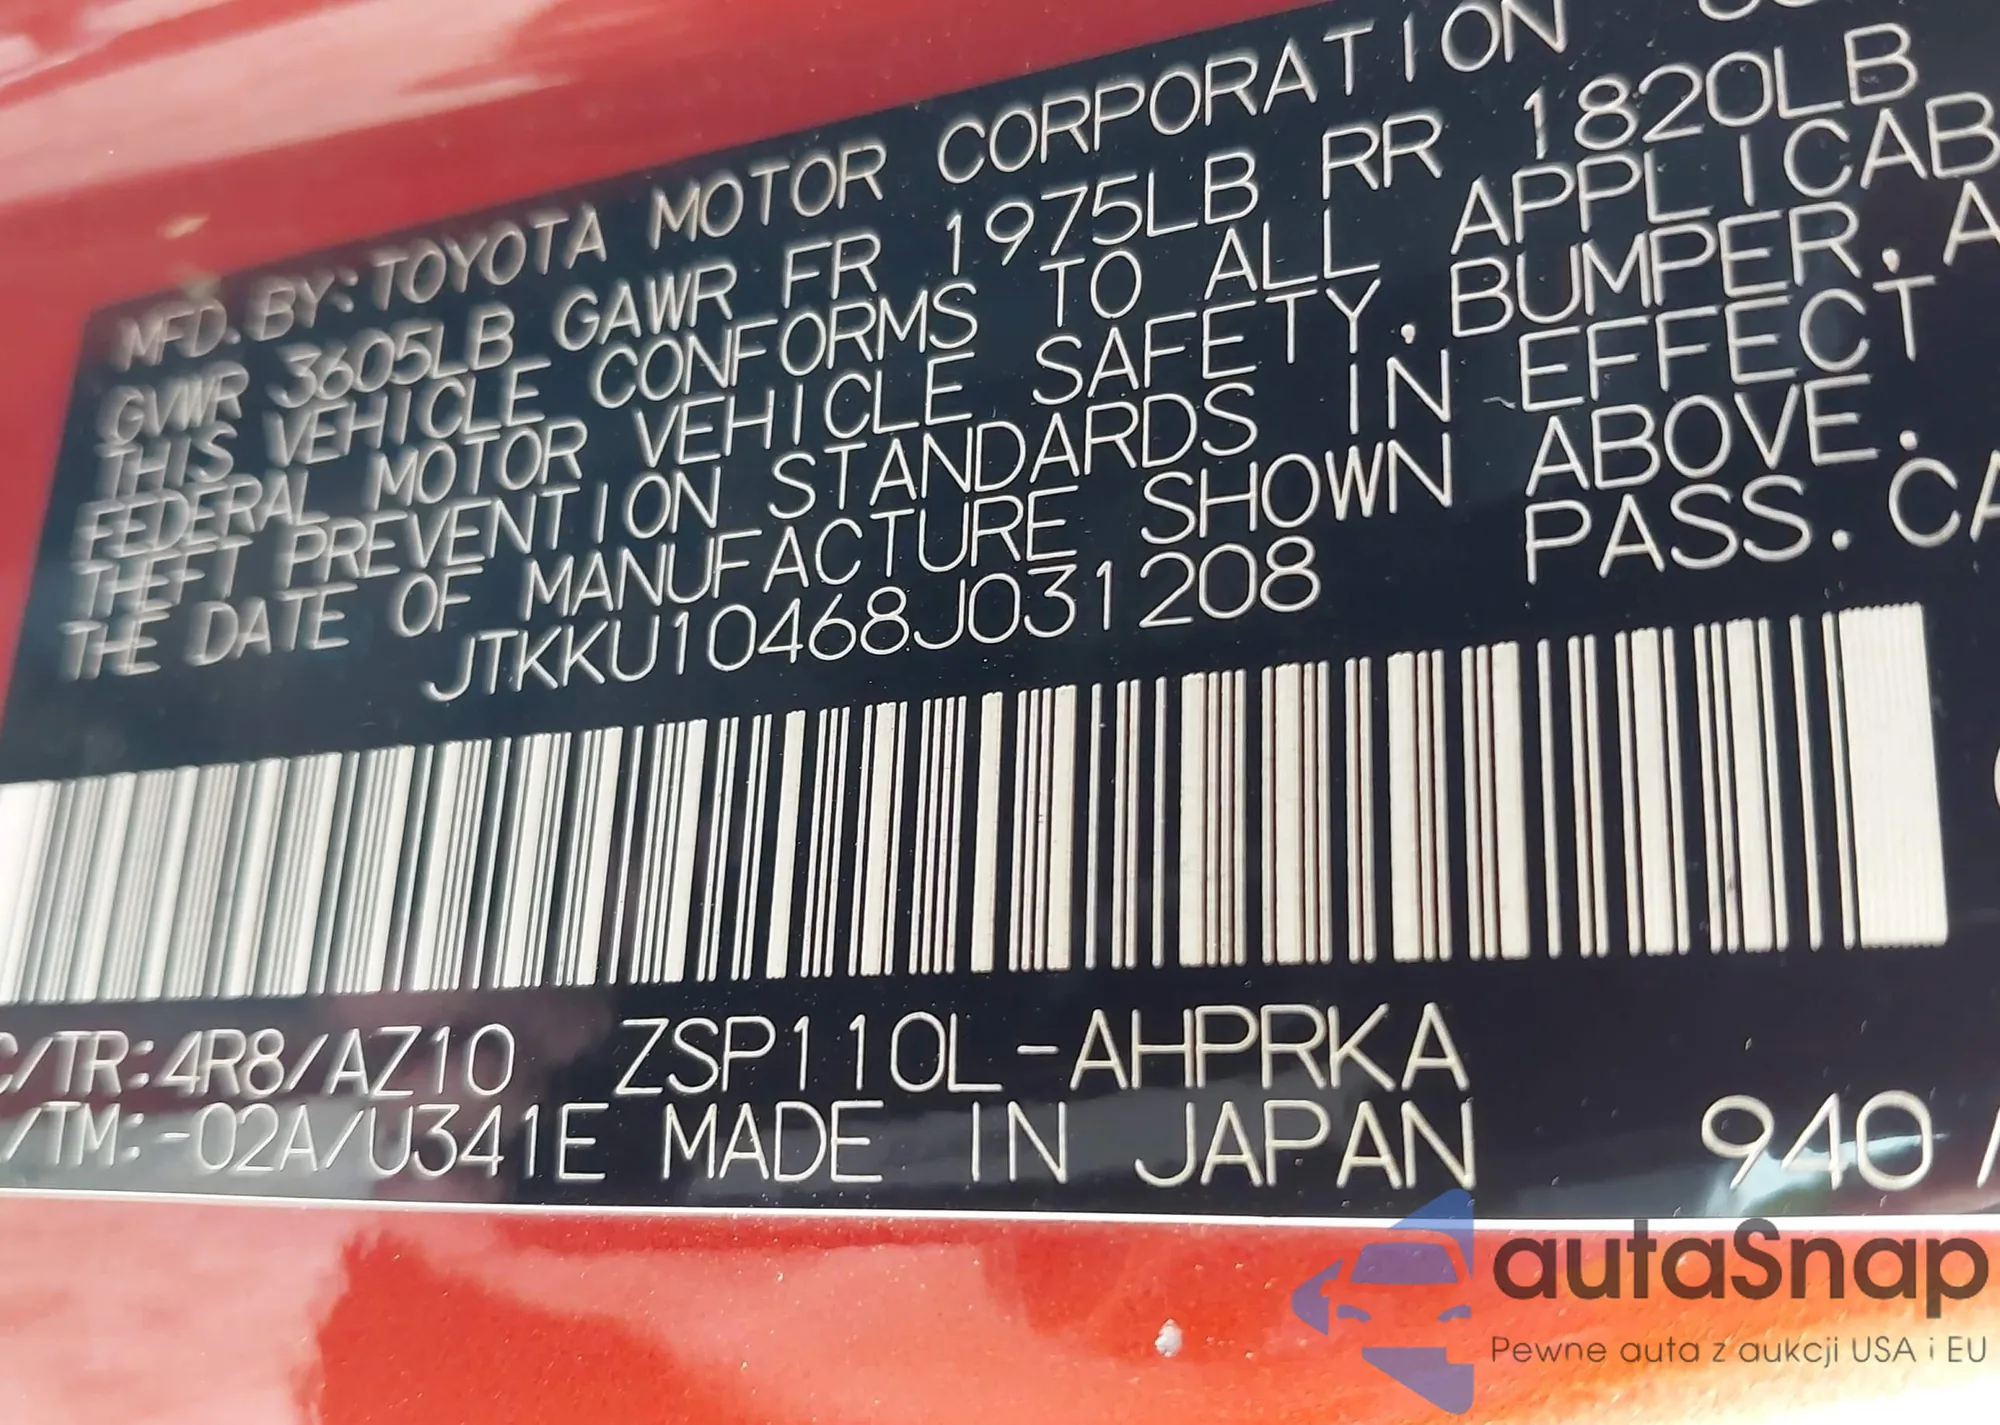 MFD.BY:TOYOTA MOTOR CORPORATION
GVWR 3605LB GAWR FR 1975LB RR 1820LB
THIS VEHICLE CONFORMS TO ALL APPLICAB
FEDERAL MOTOR VEHICLE SAFETY, BUMPER, A
THEFT PREVENTION STANDARDS IN EFFECT
THE DATE OF MANUFACTURE SHOWN ABOVE.
JTKKU10468J031208 PASS.CA
C/TR:4R8/AZ10 ZSP110L-AHPRKA
/TM:-02A/U341E MADE IN JAPAN 940/
autaSnap
Pewne auta z aukcji USA i EU